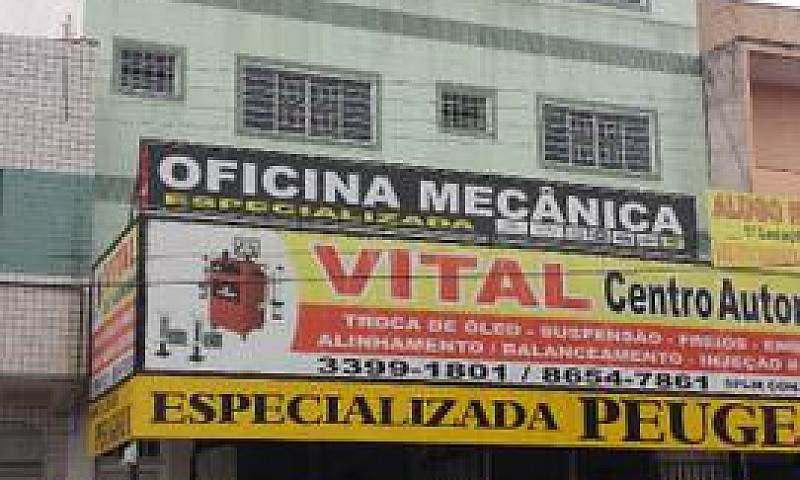 OFICINA MECÂNICA
ESPECIALIZADA
VITAL Centro Autom
TROCA DE ÓLEO - SUSPENSÃO - FREIOS -
ALINHAMENTO / BALANCEAMENTO - INJEÇÃO
3399-1801 / 8654-7861
ESPECIALIZADA PEUGE